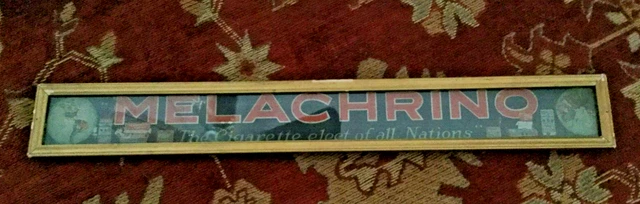 MELACHRINO
"The Cigarette elect of all Nations"